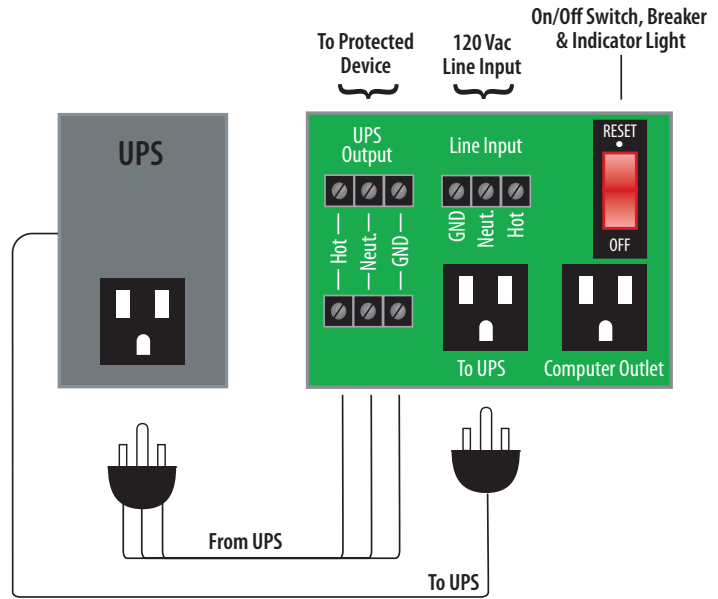 On/Off Switch, Breaker
& Indicator Light
To Protected
Device
120 Vac
Line Input
UPS
UPS
Output
Line Input
RESET
OFF
Hot
Neut.
GND
GND
Neut.
Hot
To UPS
Computer Outlet
From UPS
To UPS